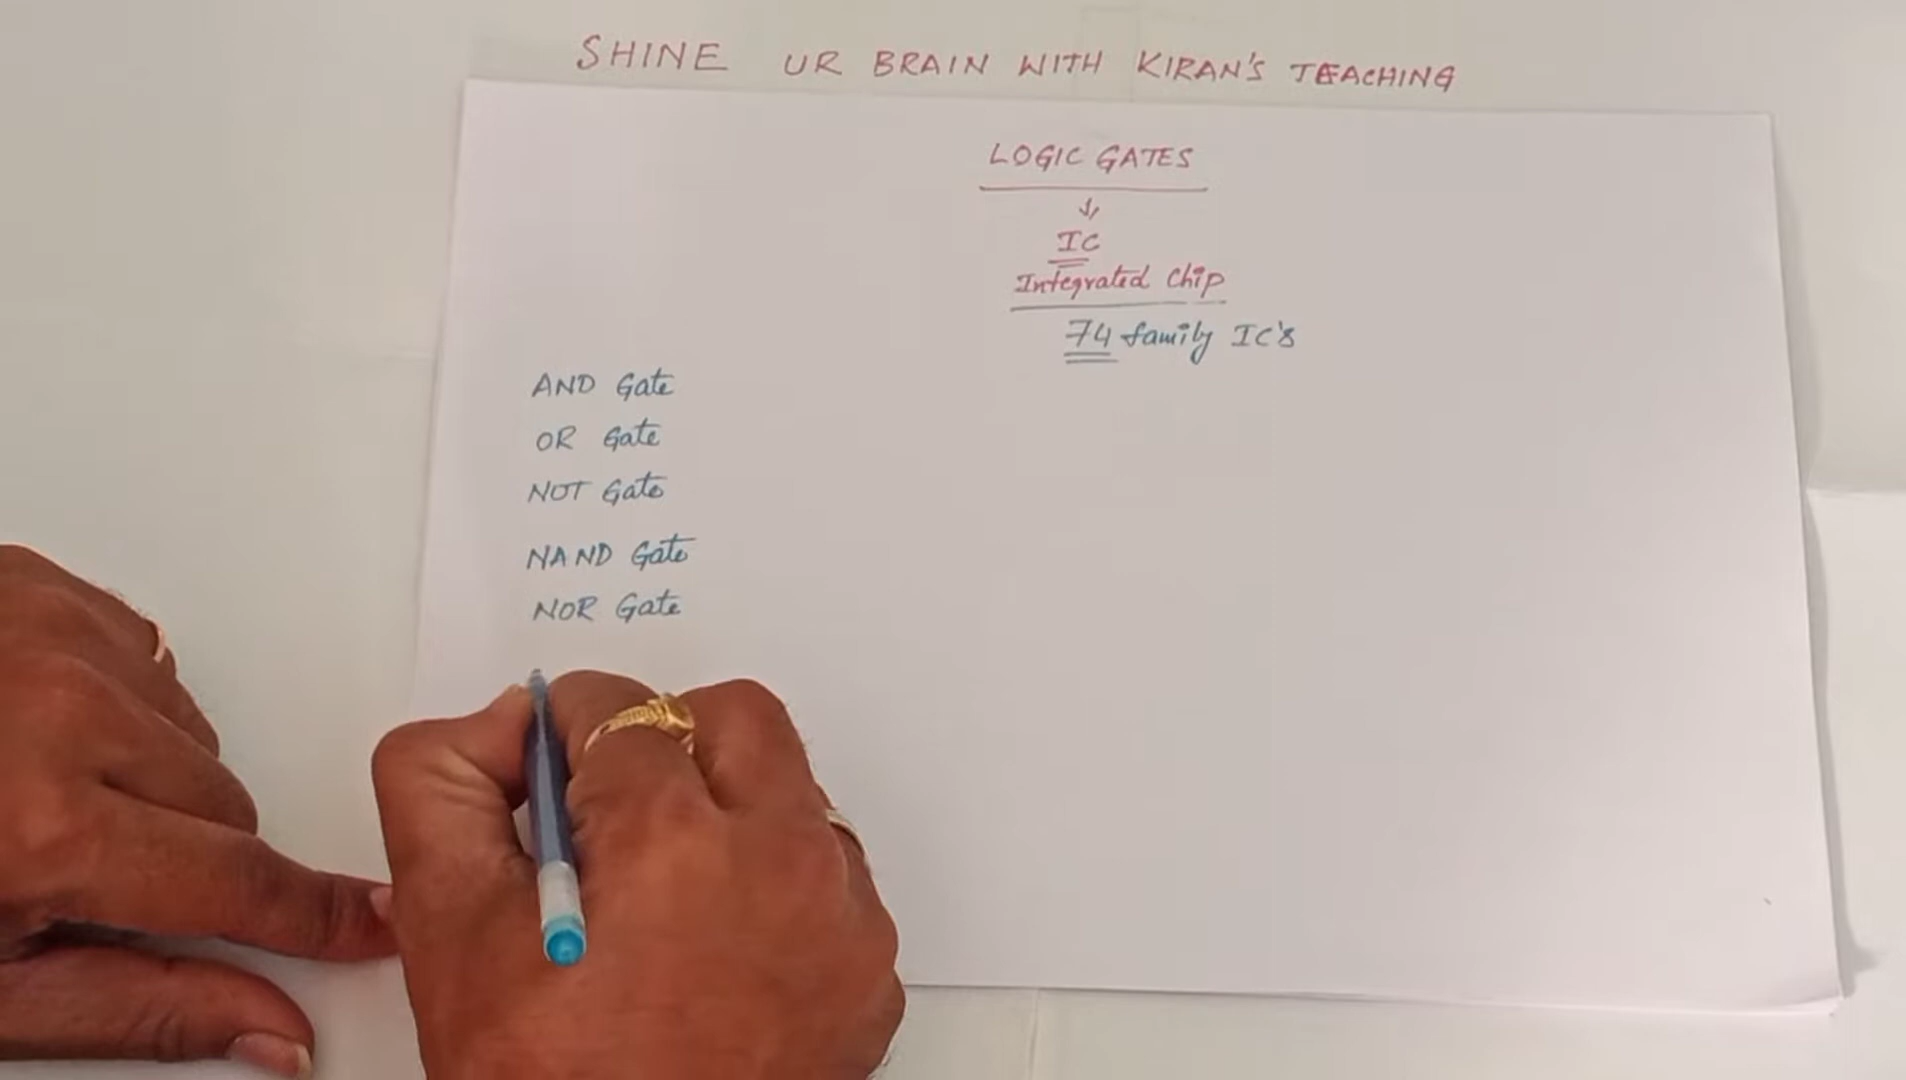 SHINE UR BRAIN WITH KIRAN'S TEACHING
LOGIC GATES
IC
Integrated Chip
74 family IC's
AND Gate
OR Gate
NOT Gate
NAND Gate
NOR Gate